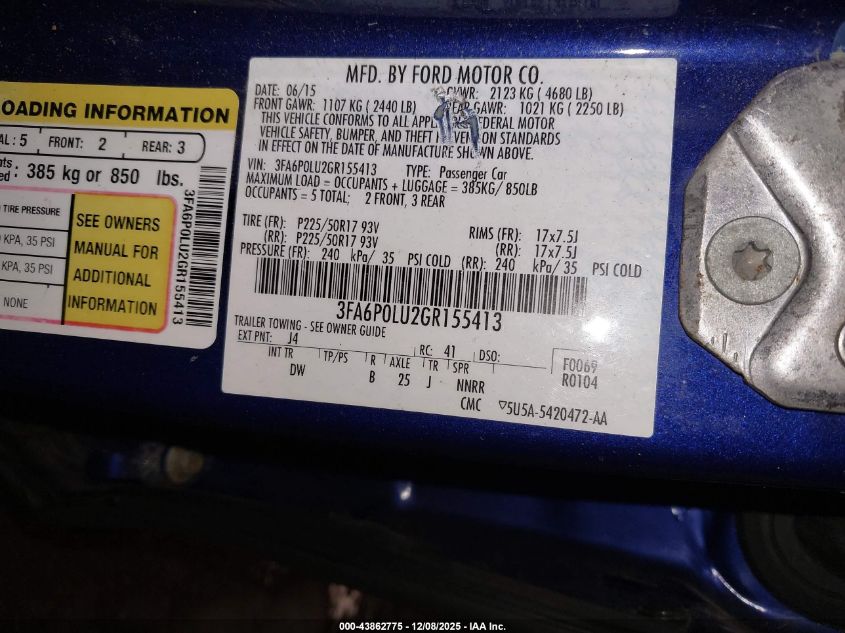 LOADING INFORMATION
AL: 5 FRONT: 2 REAR: 3
385 kg or 850 lbs.
TIRE PRESSURE
KPA, 35 PSI
KPA, 35 PSI
NONE
SEE OWNERS
MANUAL FOR
ADDITIONAL
INFORMATION
3FA6P0LU2GR155413
MFD. BY FORD MOTOR CO.
DATE: 06/15 GVWR: 2123 KG ( 4680 LB)
FRONT GAWR: 1107 KG ( 2440 LB) REAR GAWR: 1021 KG ( 2250 LB)
THIS VEHICLE CONFORMS TO ALL FEDERAL MOTOR
VEHICLE SAFETY, BUMPER, AND THEFT STANDARDS
IN EFFECT ON THE DATE OF MANUFACTURE SHOWN ABOVE.
VIN: 3FA6P0LU2GR155413 TYPE: Passenger Car
MAXIMUM LOAD = OCCUPANTS + LUGGAGE = 385KG/ 850LB
OCCUPANTS = 5 TOTAL; 2 FRONT, 3 REAR
TIRE (FR): P225/50R17 93V RIMS (FR): 17x7.5J
(RR): P225/50R17 93V (RR): 17x7.5J
PRESSURE (FR): 240 kPa/ 35 PSI COLD (RR): 240 kPa/ 35 PSI COLD
3FA6P0LU2GR155413
TRAILER TOWING - SEE OWNER GUIDE
EXT PNT: J4 RC: 41 DSO: F0069
INT TR TP/PS R AXLE TR SPR R0104
DW B 25 J NNRR
CMC 5U5A-5420472-AA
000-43862775 - 12/08/2025 - IAA Inc.